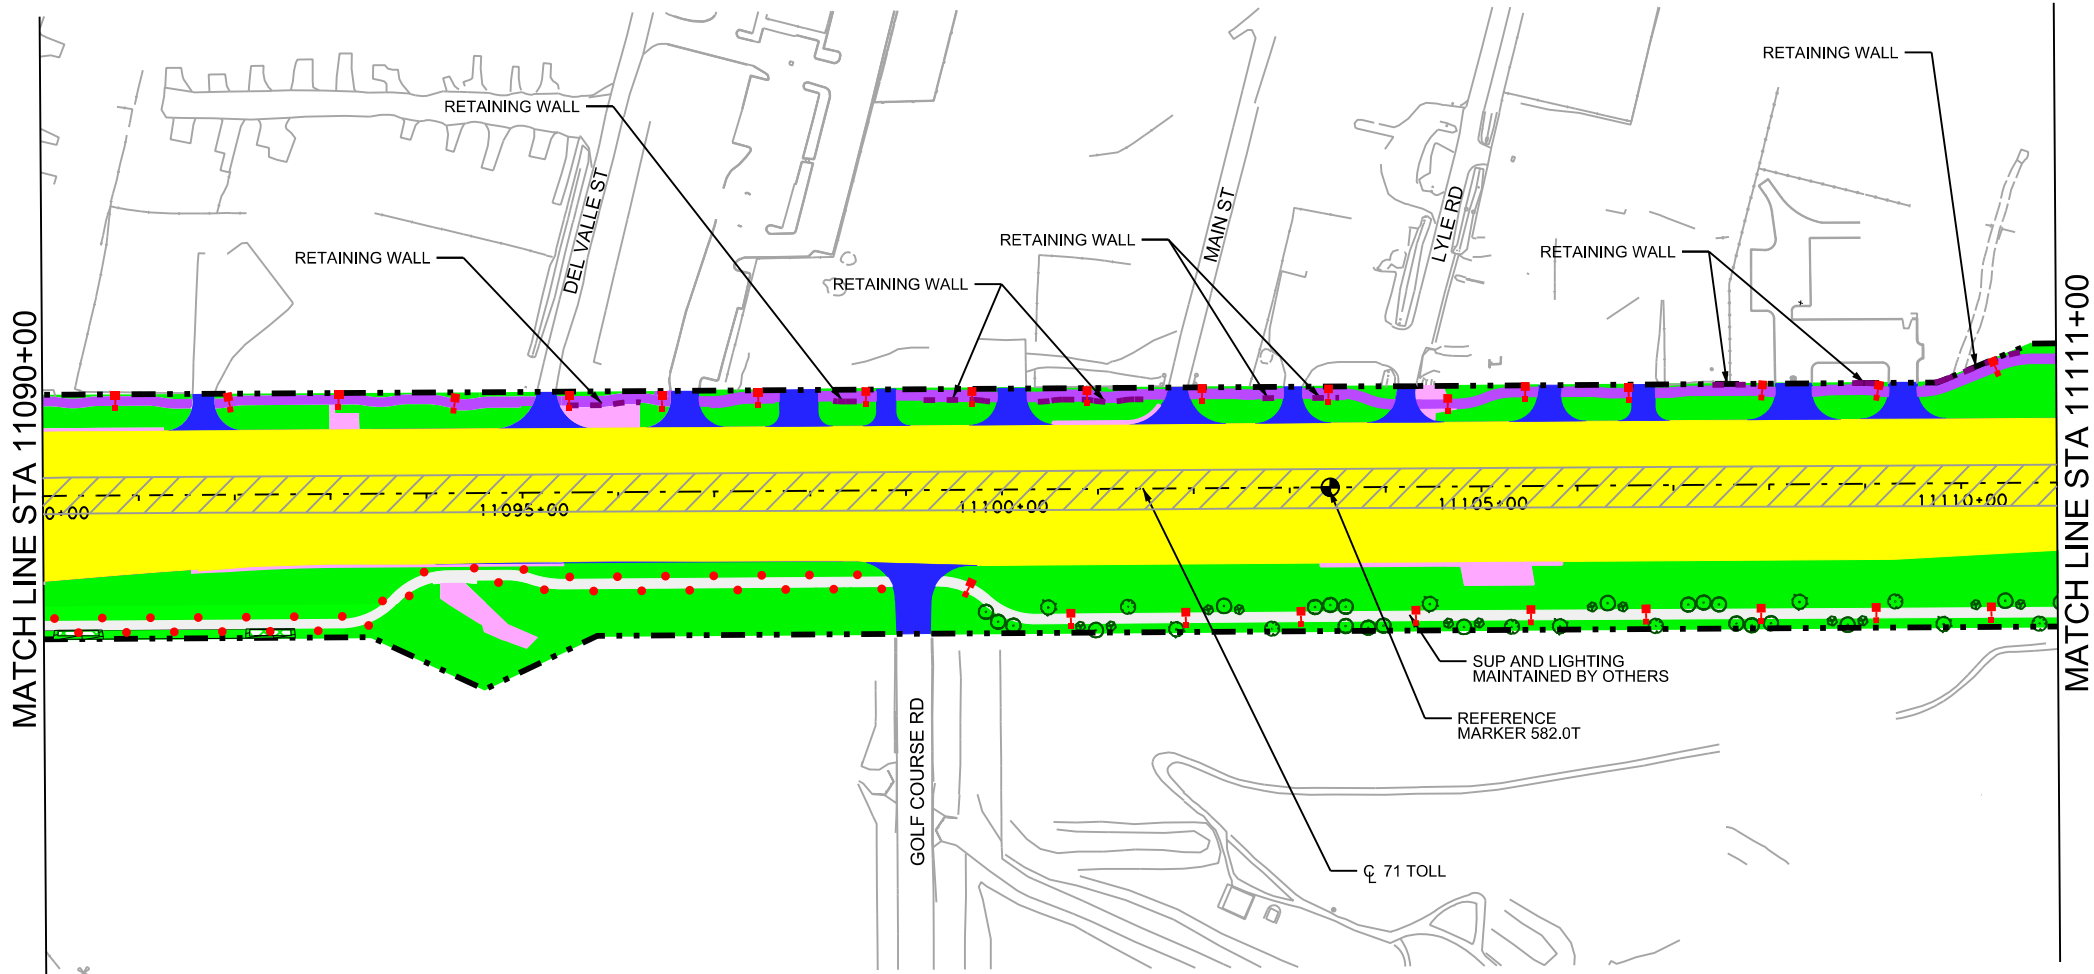 RETAINING WALL
RETAINING WALL
DEL VALLE ST
MAIN ST
LYLE RD
RETAINING WALL
RETAINING WALL
RETAINING WALL
RETAINING WALL
RETAINING WALL
MATCH LINE STA 11090+00
MATCH LINE STA 11111+00
0+00
11095+00
11100+00
11105+00
11110+00
SUP AND LIGHTING
MAINTAINED BY OTHERS
REFERENCE
MARKER 582.0T
GOLF COURSE RD
℄ 71 TOLL